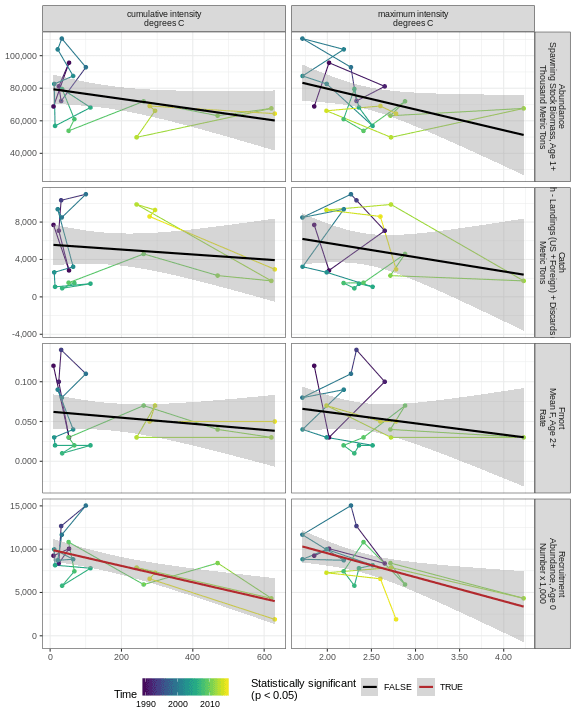 cumulative intensity
degrees C
maximum intensity
degrees C
100,000
80,000
60,000
40,000
Abundance
Spawning Stock Biomass, Age 1+
Thousand Metric Tons
8,000
4,000
0
-4,000
Catch
h - Landings (US +Foreign) + Discards
Metric Tons
0.100
0.050
0.000
Fmort
Mean F, Age 2+
Rate
15,000
10,000
5,000
0
Recruitment
Abundance, Age 0
Number x 1,000
0 200 400 600
2.00 2.50 3.00 3.50 4.00
Time
1990 2000 2010
Statistically significant
(p < 0.05)
FALSE
TRUE